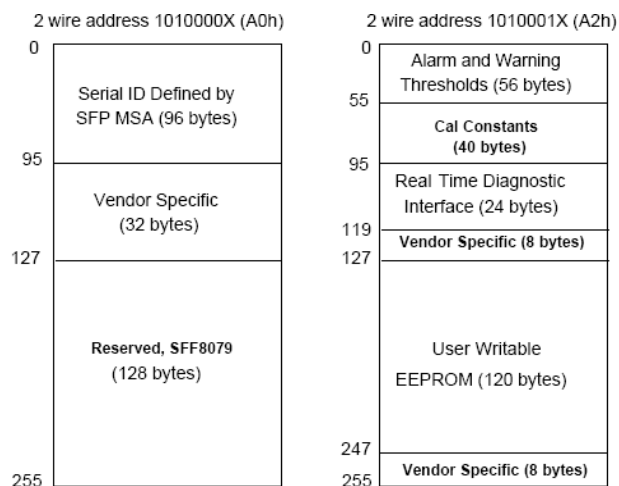 2 wire address 1010000X (A0h)
0
Serial ID Defined by
SFP MSA (96 bytes)
95
Vendor Specific
(32 bytes)
127
Reserved, SFF8079
(128 bytes)
255
2 wire address 1010001X (A2h)
0
Alarm and Warning
Thresholds (56 bytes)
55
Cal Constants
(40 bytes)
95
Real Time Diagnostic
Interface (24 bytes)
119
Vendor Specific (8 bytes)
127
User Writable
EEPROM (120 bytes)
247
Vendor Specific (8 bytes)
255